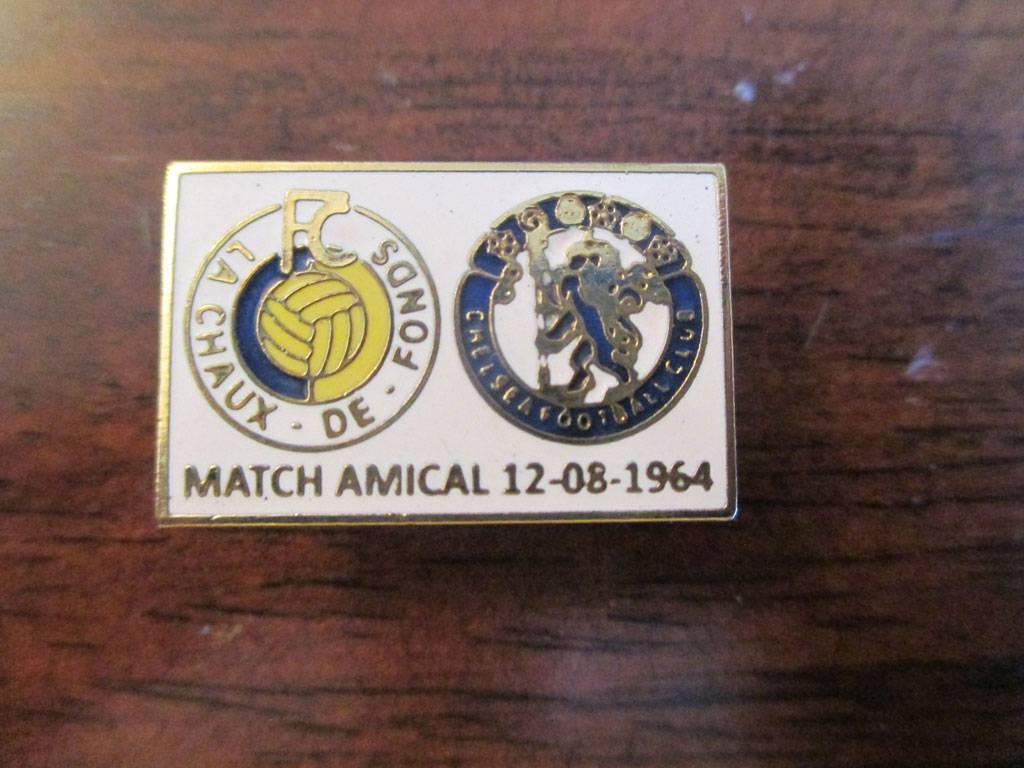 FC
LA CHAUX-DE-FONDS
CHELSEA FOOTBALL CLUB
MATCH AMICAL 12-08-1964